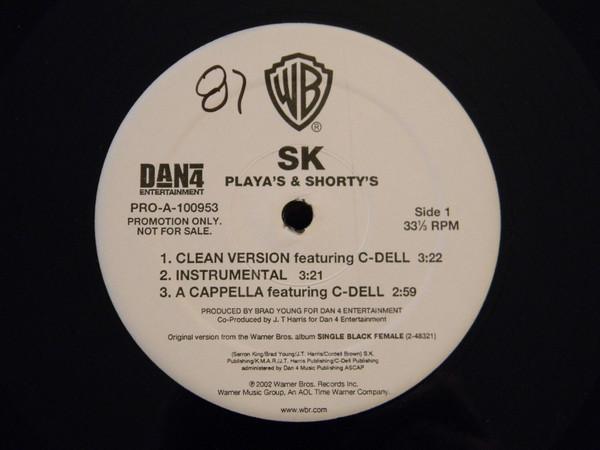 87
WB
®
SK
PLAYA'S & SHORTY'S
DAN4
ENTERTAINMENT
PRO-A-100953
PROMOTION ONLY.
NOT FOR SALE.
Side 1
33⅓ RPM
1. CLEAN VERSION featuring C-DELL 3:22
2. INSTRUMENTAL 3:21
3. A CAPPELLA featuring C-DELL 2:59
PRODUCED BY BRAD YOUNG FOR DAN 4 ENTERTAINMENT
Co-Produced by J. T Harris for Dan 4 Entertainment
Original version from the Warner Bros. album SINGLE BLACK FEMALE (2-48321)
(Serron King/Brad Young/J.T. Harris/Cordell Brown) S.K.
Publishing/K.M.A.R./J.T. Harris Publishing/C-Dell Publishing
administered by Dan 4 Music Publishing ASCAP
℗ 2002 Warner Bros. Records Inc.
Warner Music Group, An AOL Time Warner Company.
www.wbr.com